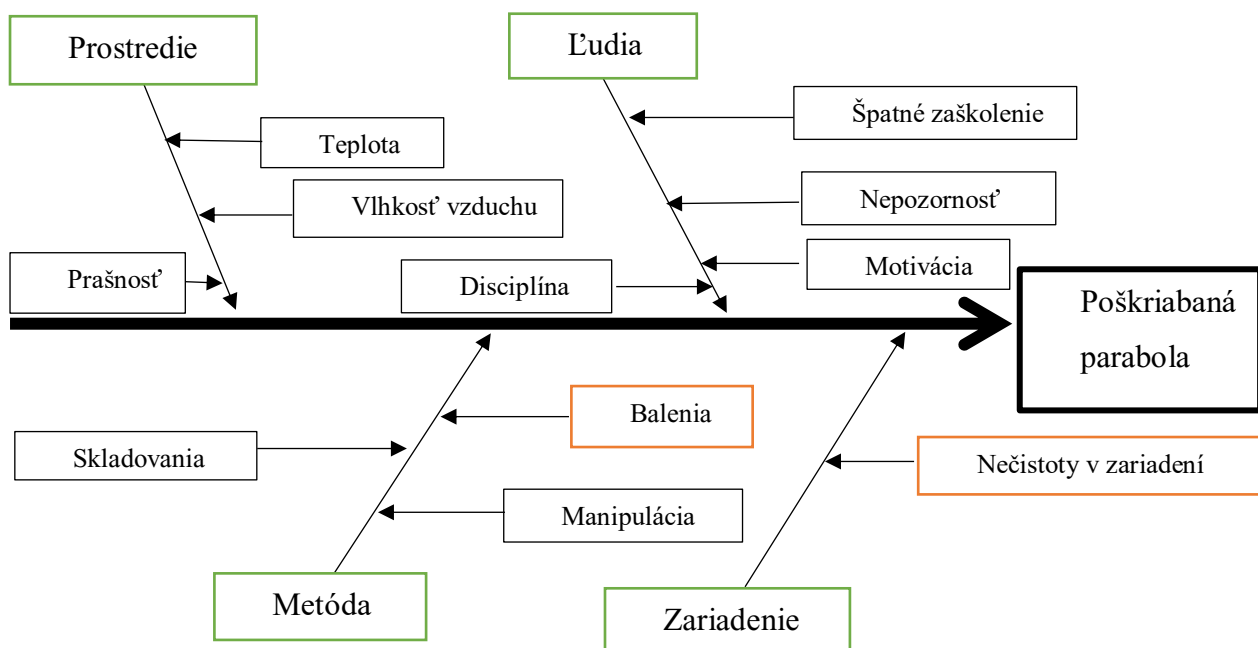 Prostredie
Ľudia
Špatné zaškolenie
Teplota
Nepozornosť
Vlhkosť vzduchu
Motivácia
Prašnosť
Disciplína
Poškriabaná
parabola
Balenia
Skladovania
Nečistoty v zariadení
Manipulácia
Metóda
Zariadenie